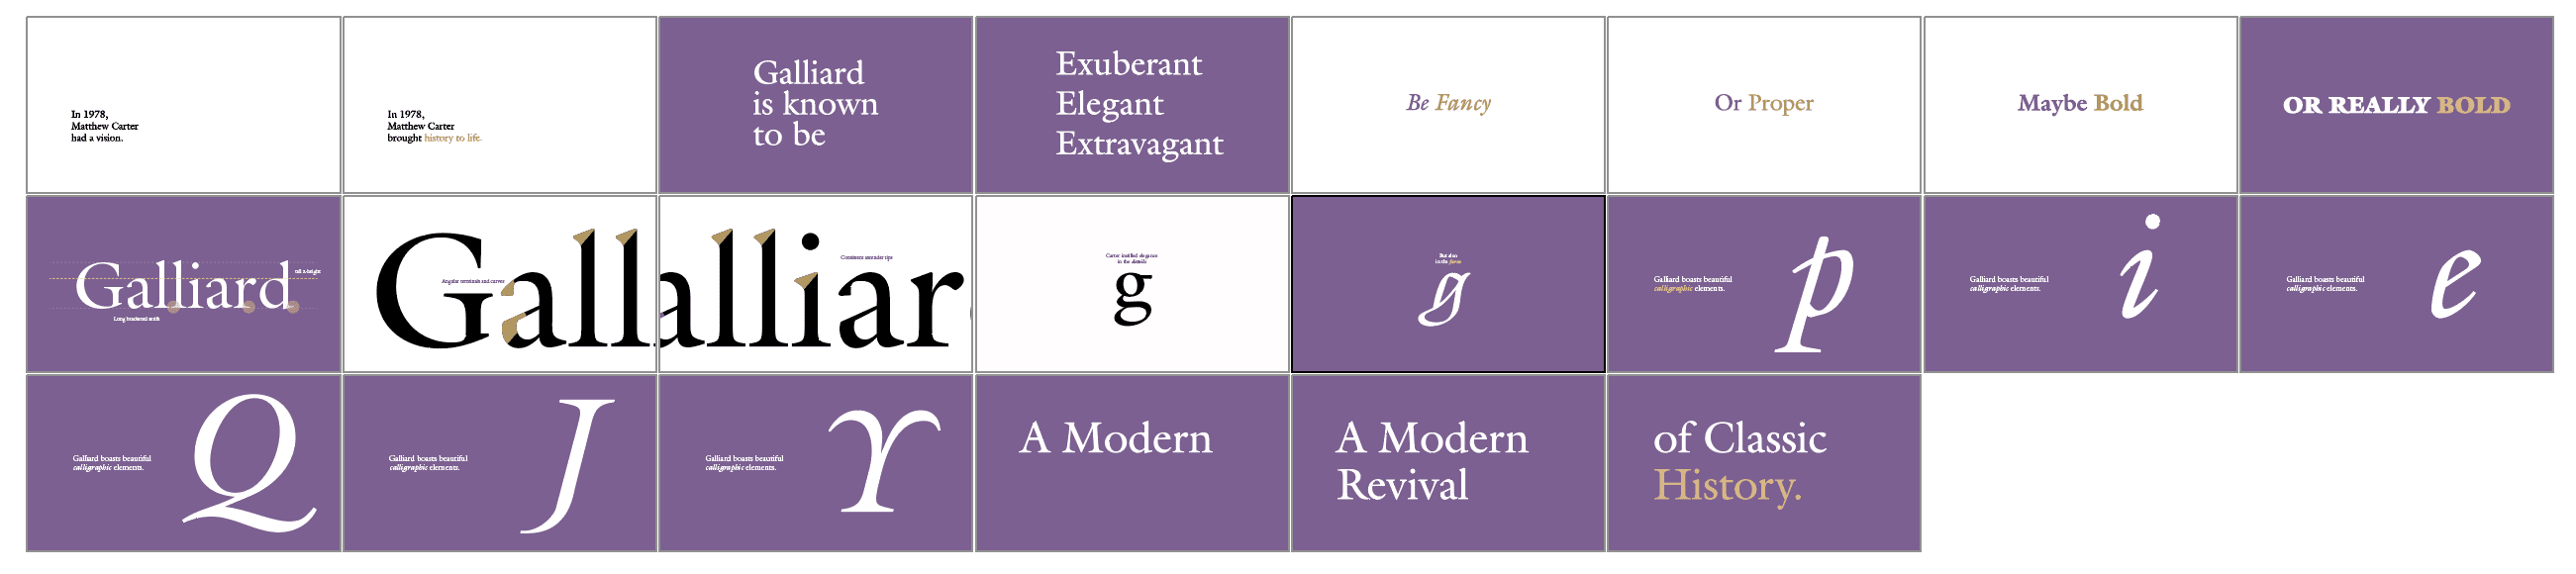 In 1978,
Matthew Carter
had a vision.
In 1978,
Matthew Carter
brought history to life.
Galliard
is known
to be
Exuberant
Elegant
Extravagant
Be Fancy
Or Proper
Maybe Bold
OR REALLY BOLD
Galliard
tall x-height
Long bracketed serifs
Gall
Angular terminals and curves
alliar
Consistent ascender tips
Carter instilled elegance
in the details
g
But also
in the form
g
Galliard boasts beautiful
calligraphic elements.
p
Galliard boasts beautiful
calligraphic elements.
i
Galliard boasts beautiful
calligraphic elements.
e
Galliard boasts beautiful
calligraphic elements.
Q
Galliard boasts beautiful
calligraphic elements.
J
Galliard boasts beautiful
calligraphic elements.
Y
A Modern
A Modern
Revival
of Classic
History.